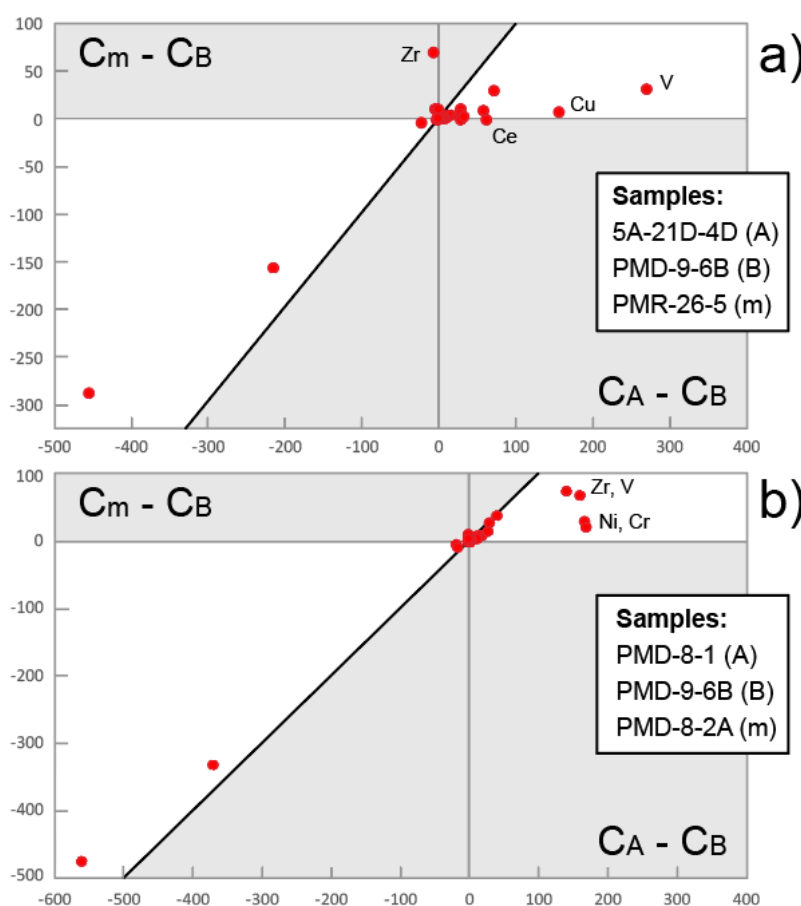 100
50
0
-50
-100
-150
-200
-250
-300
Cm - CB
Zr
V
Cu
Ce
a)
Samples:
5A-21D-4D (A)
PMD-9-6B (B)
PMR-26-5 (m)
CA - CB
-500 -400 -300 -200 -100 0 100 200 300 400
100
0
-100
-200
-300
-400
-500
Cm - CB
Zr, V
Ni, Cr
b)
Samples:
PMD-8-1 (A)
PMD-9-6B (B)
PMD-8-2A (m)
CA - CB
-600 -500 -400 -300 -200 -100 0 100 200 300 400